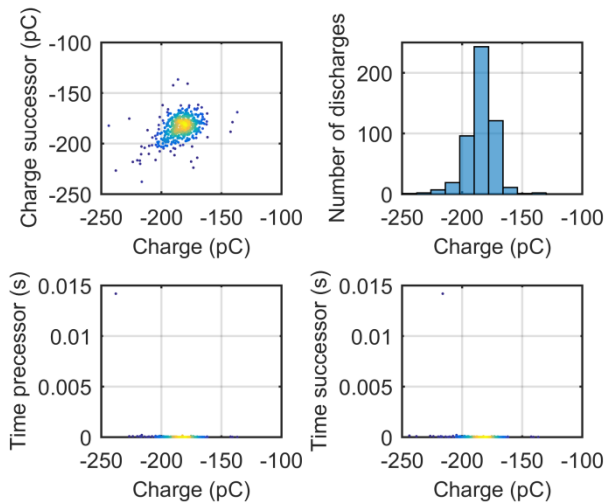 Charge successor (pC)
-100
-150
-200
-250
-250 -200 -150 -100
Charge (pC)
Number of discharges
200
100
0
-200 -150 -100
Charge (pC)
Time precessor (s)
0.015
0.01
0.005
0
-250 -200 -150 -100
Charge (pC)
Time successor (s)
0.015
0.01
0.005
0
-250 -200 -150 -100
Charge (pC)